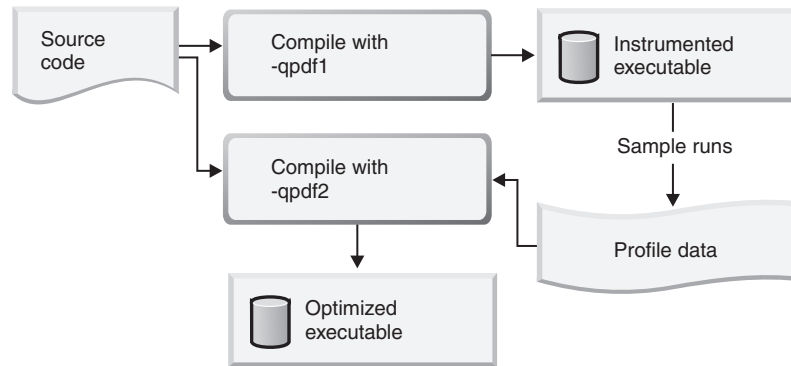 Source
code
Compile with
-qpdf1
Instrumented
executable
Sample runs
Compile with
-qpdf2
Profile data
Optimized
executable